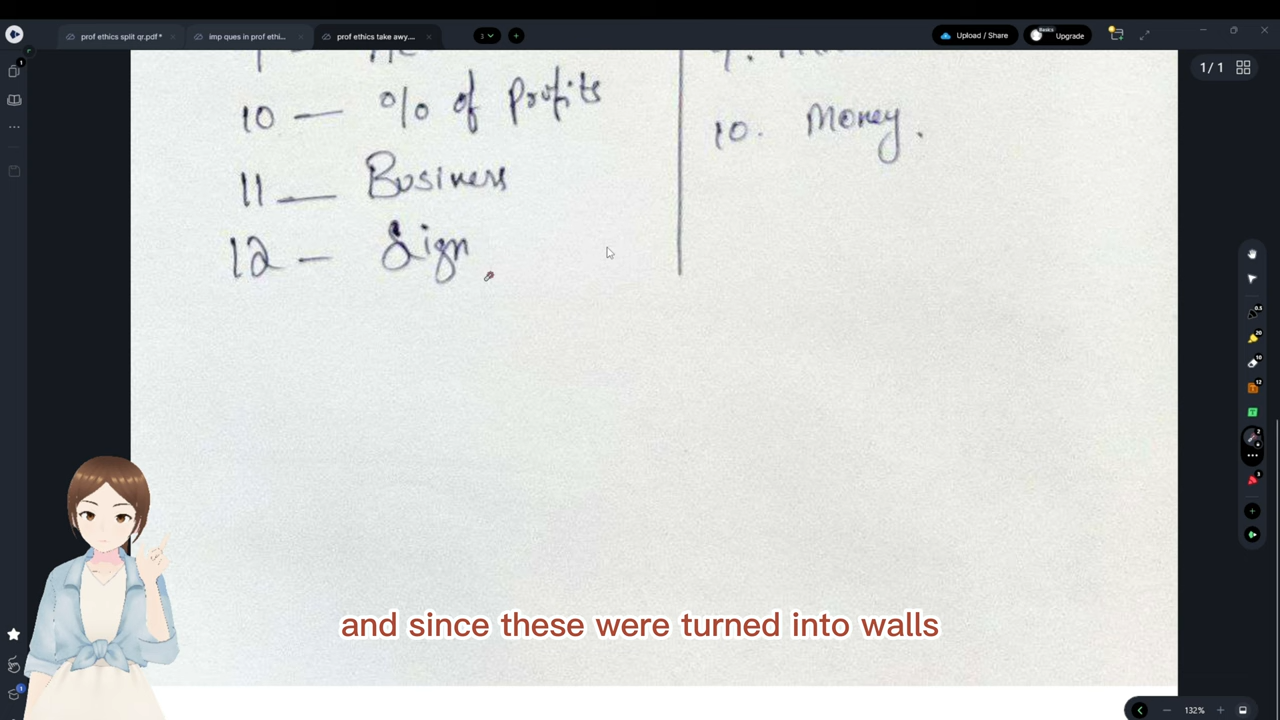 prof ethics split qr.pdf*
imp ques in prof ethi...
prof ethics take awy....
3
Upload / Share
Upgrade
1 / 1
10 — % of Profits
11 — Business
12 — Sign
10. Money.
and since these were turned into walls
132%